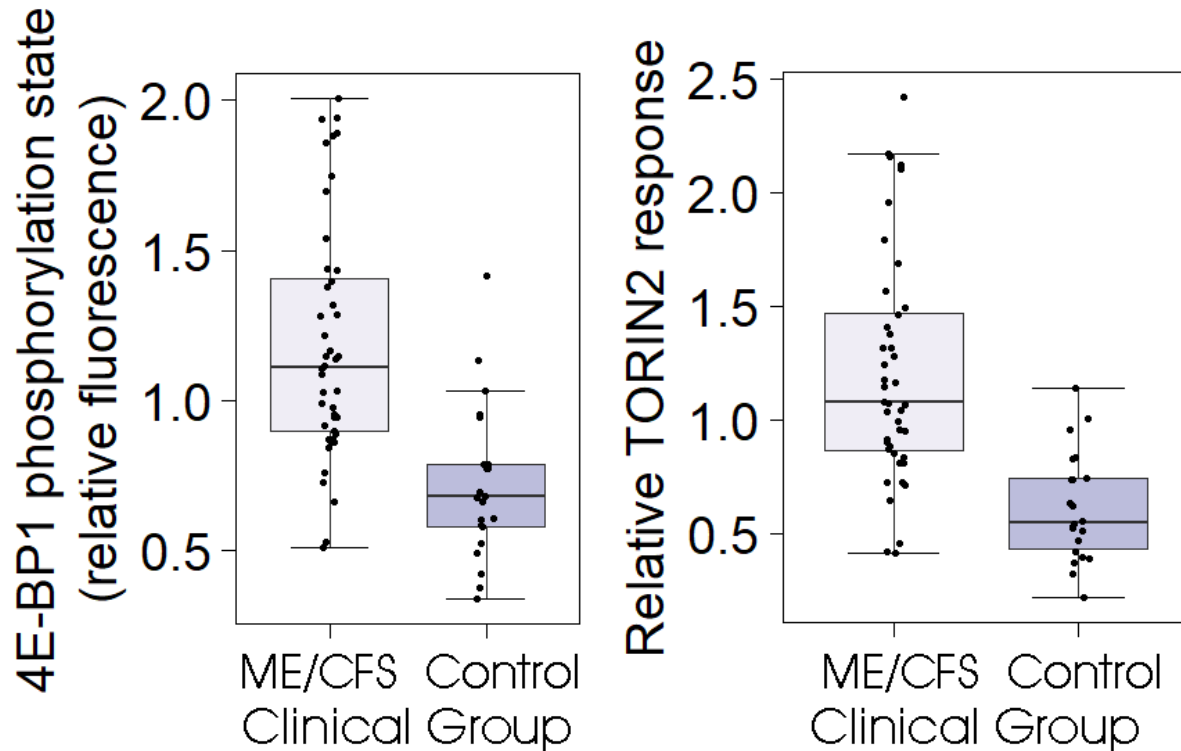 4E-BP1 phosphorylation state
(relative fluorescence)
2.0
1.5
1.0
0.5
ME/CFS Control
Clinical Group
Relative TORIN2 response
2.5
2.0
1.5
1.0
0.5
ME/CFS Control
Clinical Group